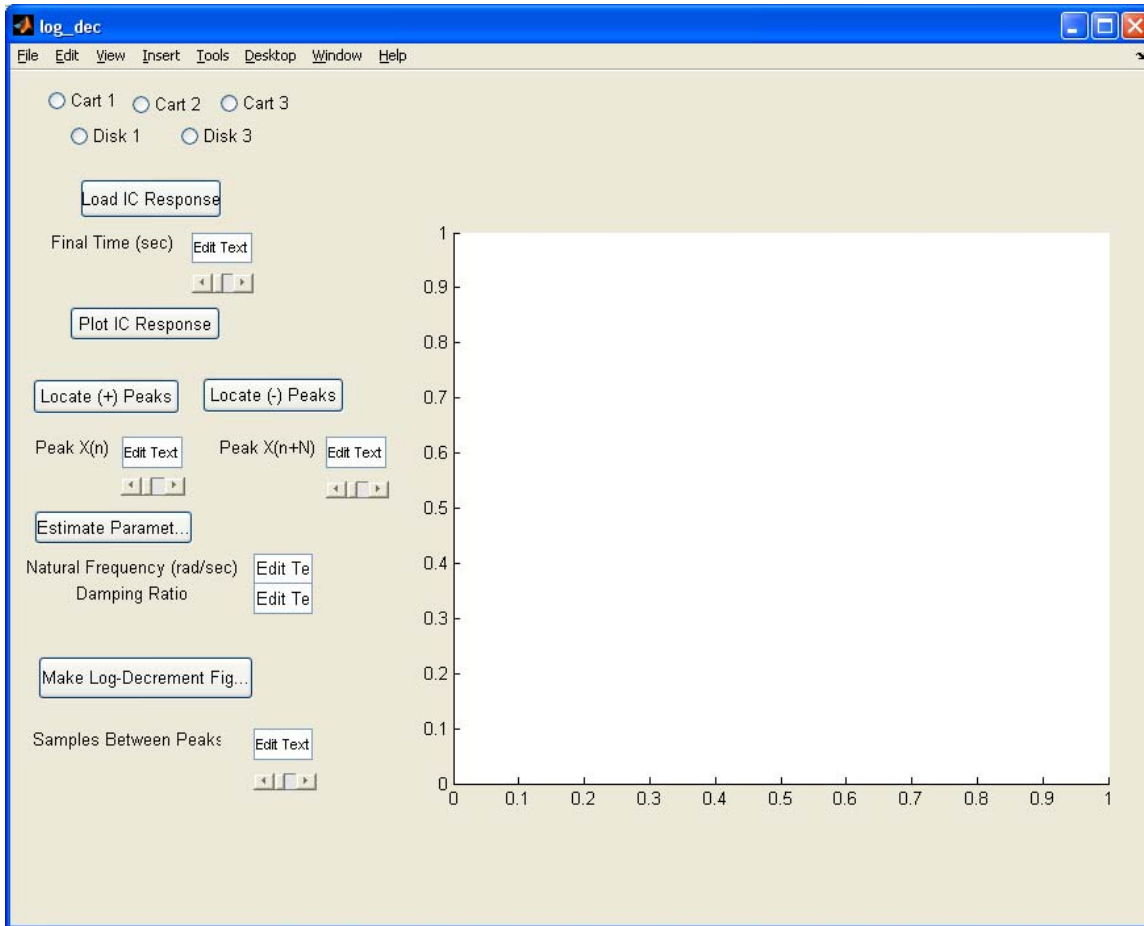 log_dec
File Edit View Insert Tools Desktop Window Help
Cart 1 Cart 2 Cart 3
Disk 1 Disk 3
Load IC Response
Final Time (sec) Edit Text
Plot IC Response
Locate (+) Peaks Locate (-) Peaks
Peak X(n) Edit Text Peak X(n+N) Edit Text
Estimate Paramet...
Natural Frequency (rad/sec) Edit Te
Damping Ratio Edit Te
Make Log-Decrement Fig...
Samples Between Peaks Edit Text
1
0.9
0.8
0.7
0.6
0.5
0.4
0.3
0.2
0.1
0
0 0.1 0.2 0.3 0.4 0.5 0.6 0.7 0.8 0.9 1